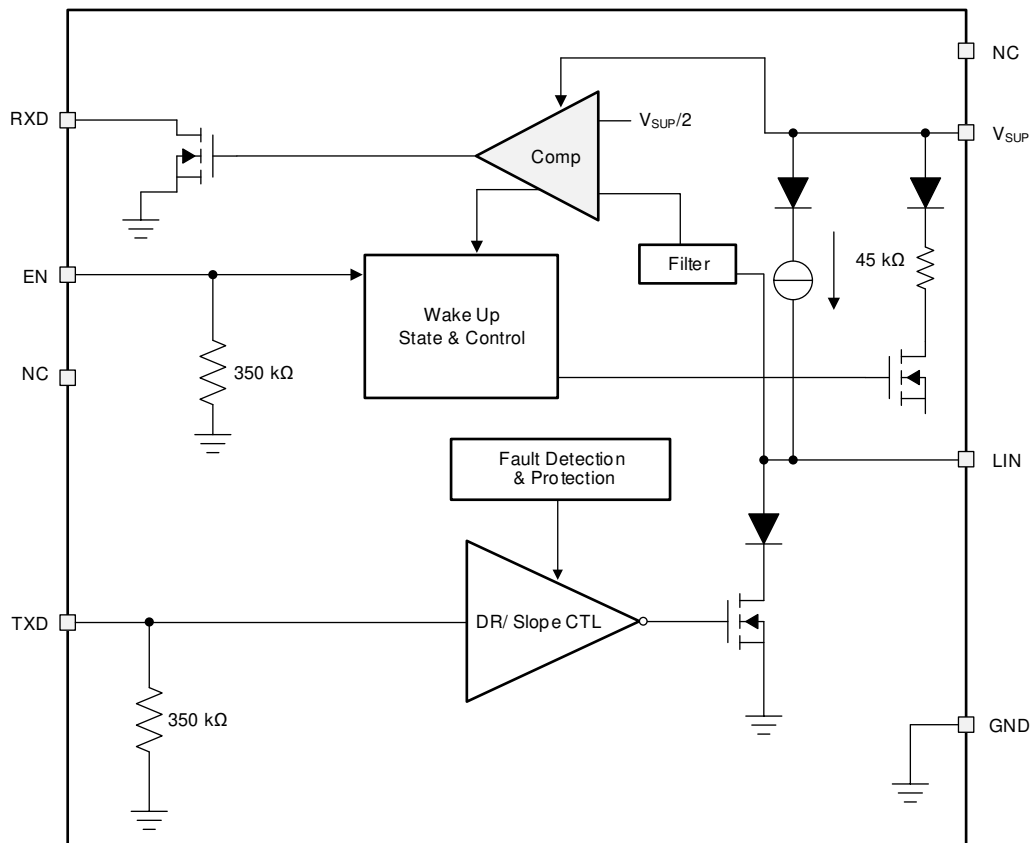 NC
RXD
V_SUP/2
V_SUP
Comp
EN
Filter
45 kΩ
Wake Up
State & Control
NC
350 kΩ
Fault Detection
& Protection
LIN
TXD
DR/ Slope CTL
350 kΩ
GND